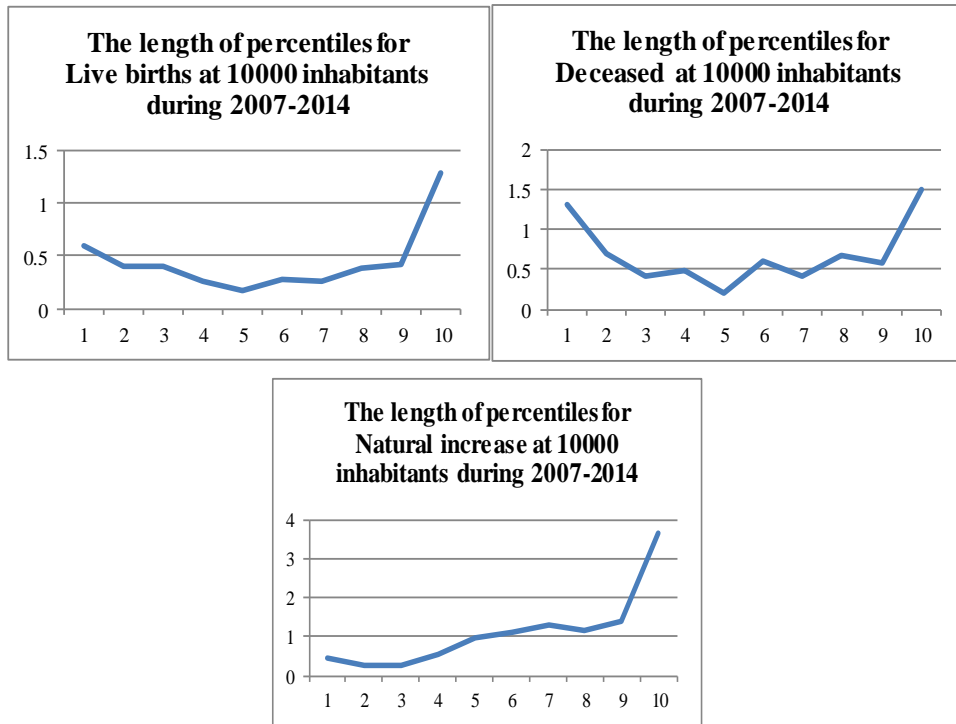 The length of percentiles for
Live births at 10000 inhabitants
during 2007-2014
1.5
1
0.5
0
1 2 3 4 5 6 7 8 9 10
The length of percentiles for
Deceased at 10000 inhabitants
during 2007-2014
2
1.5
1
0.5
0
1 2 3 4 5 6 7 8 9 10
The length of percentiles for
Natural increase at 10000
inhabitants during 2007-2014
4
3
2
1
0
1 2 3 4 5 6 7 8 9 10